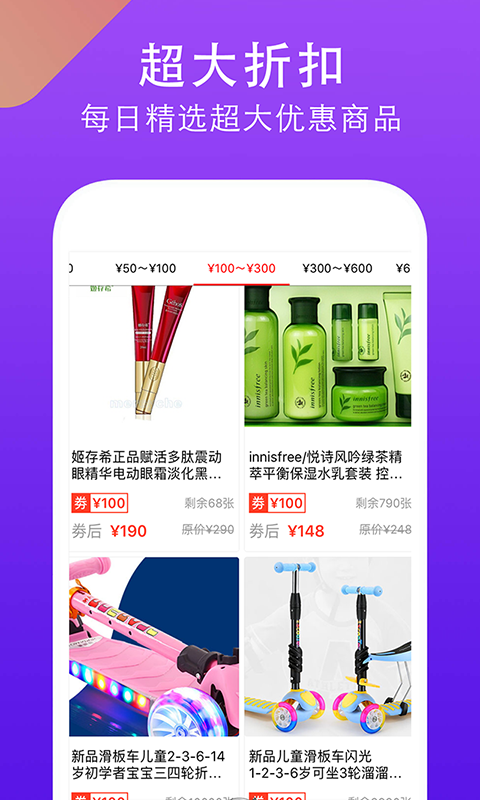 超大折扣
每日精选超大优惠商品
0
¥50～¥100
¥100～¥300
¥300～¥600
¥6
innisfree
innisfree
姬存希正品赋活多肽震动
眼精华电动眼霜淡化黑…
券 ¥100
剩余68张
券后 ¥190
原价¥290
innisfree/悦诗风吟绿茶精
萃平衡保湿水乳套装 控…
券 ¥100
剩余790张
券后 ¥148
原价¥248
新品滑板车儿童2-3-6-14
岁初学者宝宝三四轮折…
新品儿童滑板车闪光
1-2-3-6岁可坐3轮溜溜…